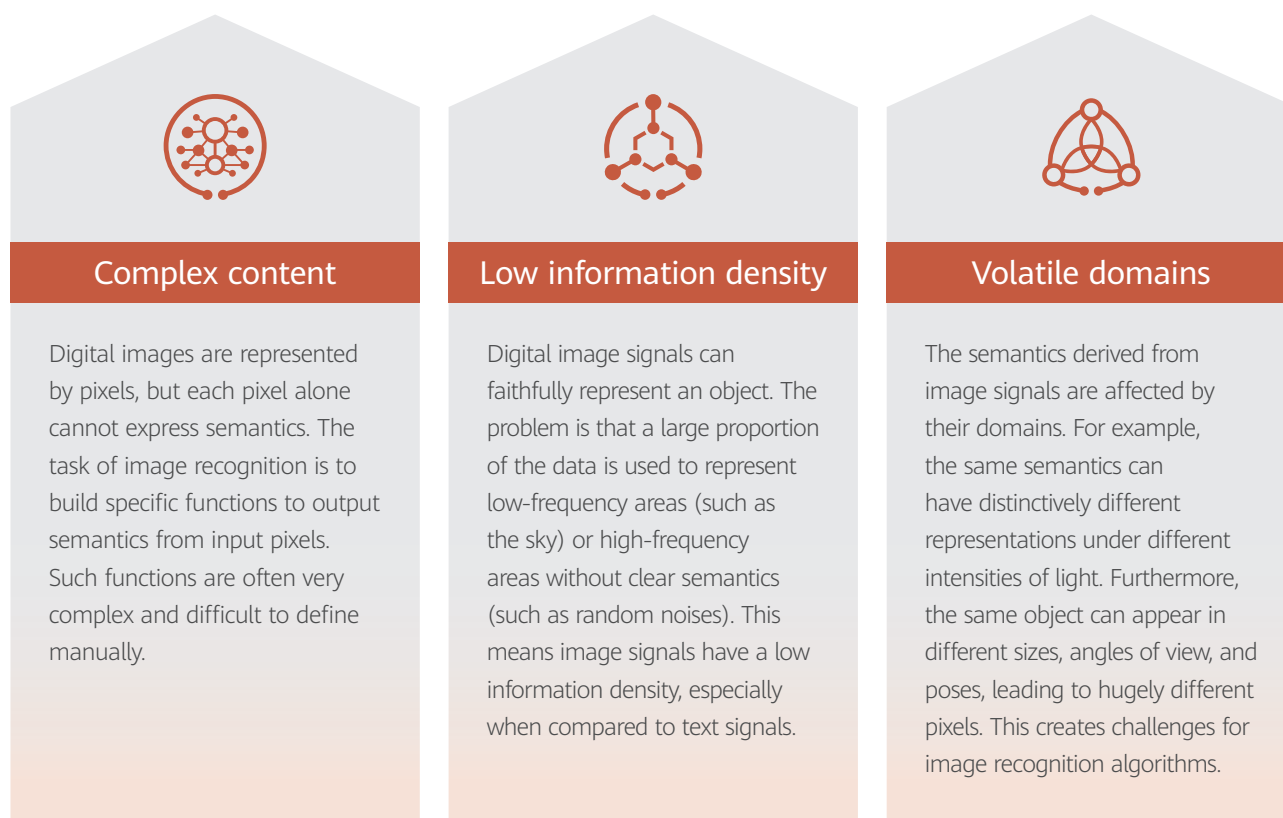 Complex content
Digital images are represented
by pixels, but each pixel alone
cannot express semantics. The
task of image recognition is to
build specific functions to output
semantics from input pixels.
Such functions are often very
complex and difficult to define
manually.
Low information density
Digital image signals can
faithfully represent an object. The
problem is that a large proportion
of the data is used to represent
low-frequency areas (such as
the sky) or high-frequency
areas without clear semantics
(such as random noises). This
means image signals have a low
information density, especially
when compared to text signals.
Volatile domains
The semantics derived from
image signals are affected by
their domains. For example,
the same semantics can
have distinctively different
representations under different
intensities of light. Furthermore,
the same object can appear in
different sizes, angles of view, and
poses, leading to hugely different
pixels. This creates challenges for
image recognition algorithms.